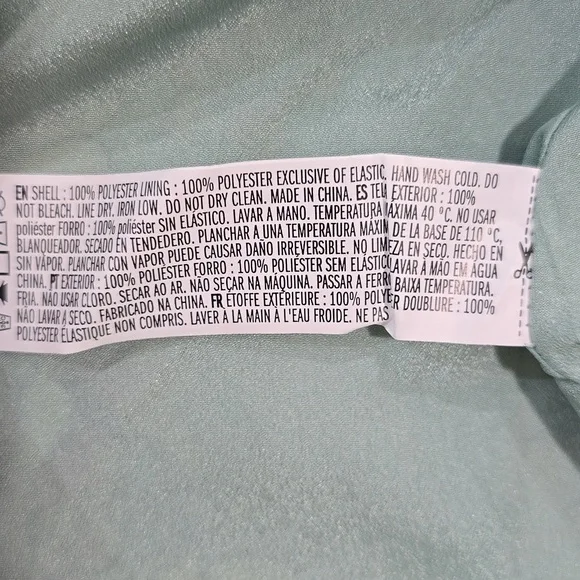 EN SHELL : 100% POLYESTER LINING : 100% POLYESTER EXCLUSIVE OF ELASTIC. HAND WASH COLD. DO
NOT BLEACH. LINE DRY. IRON LOW. DO NOT DRY CLEAN. MADE IN CHINA. ES TELA EXTERIOR : 100%
poliéster FORRO : 100% poliéster SIN ELÁSTICO. LAVAR A MANO. TEMPERATURA MÁXIMA 40 ºC. NO USAR
BLANQUEADOR. SECADO EN TENDEDERO. PLANCHAR A UNA TEMPERATURA MÁXIMA DE LA BASE DE 110 ºC,
SIN VAPOR. PLANCHAR CON VAPOR PUEDE CAUSAR DAÑO IRREVERSIBLE. NO LIMPIEZA EN SECO. HECHO EN
CHINA. PT EXTERIOR : 100% POLIÉSTER FORRO : 100% POLIÉSTER SEM ELÁSTICO LAVAR À MÃO EM ÁGUA
FRIA. NÃO USAR CLORO. SECAR AO AR. NÃO SECAR NA MÁQUINA. PASSAR A FERRO BAIXA TEMPERATURA.
NÃO LAVAR A SECO. FABRICADO NA CHINA. FR ETOFFE EXTÉRIEURE : 100% POLYESTER DOUBLURE : 100%
POLYESTER ÉLASTIQUE NON COMPRIS. LAVER À LA MAIN À L'EAU FROIDE. NE PAS